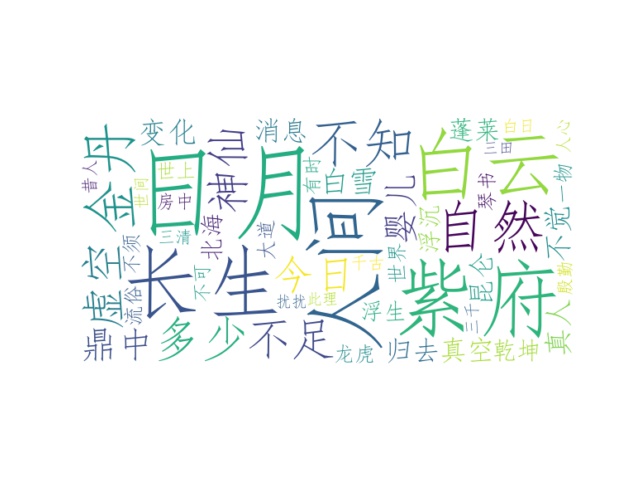 金丹
变化
消息
不知
白云
蓬莱
白日
三田
人心
昔人
世间
世上
房中
神仙
日月
有时
白雪
人间
婴儿
浮沉
自然
琴书
不觉
一物
虚空
不须
流俗
三清
北海
大道
长生
不可
今日
千古
世界
紫府
昆仑
三千
殷勤
真人
鼎中
多少
不足
扰扰
此理
浮生
龙虎
归去
真空
乾坤